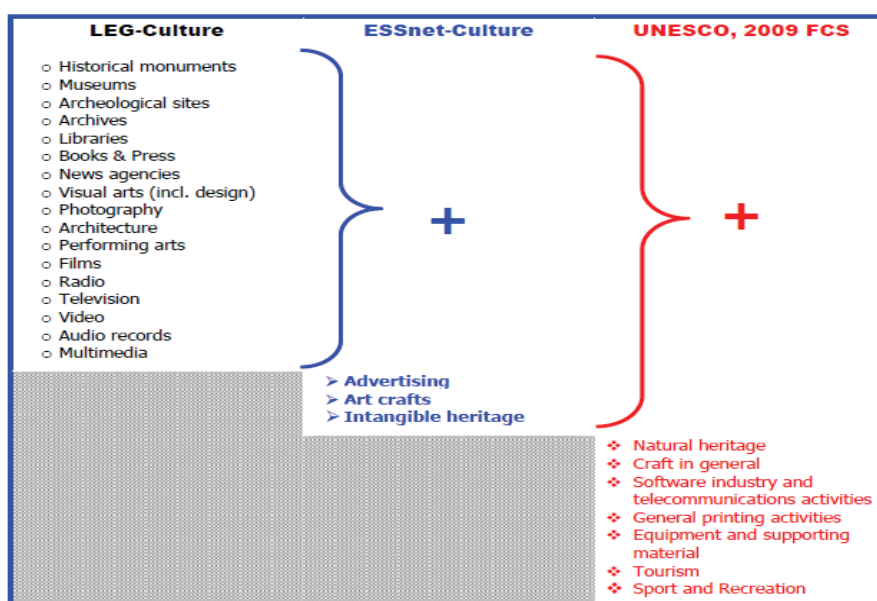 LEG-Culture
ESSnet-Culture
UNESCO, 2009 FCS
o Historical monuments
o Museums
o Archeological sites
o Archives
o Libraries
o Books & Press
o News agencies
o Visual arts (incl. design)
o Photography
o Architecture
o Performing arts
o Films
o Radio
o Television
o Video
o Audio records
o Multimedia
+
+
➢ Advertising
➢ Art crafts
➢ Intangible heritage
❖ Natural heritage
❖ Craft in general
❖ Software industry and
telecommunications activities
❖ General printing activities
❖ Equipment and supporting
material
❖ Tourism
❖ Sport and Recreation